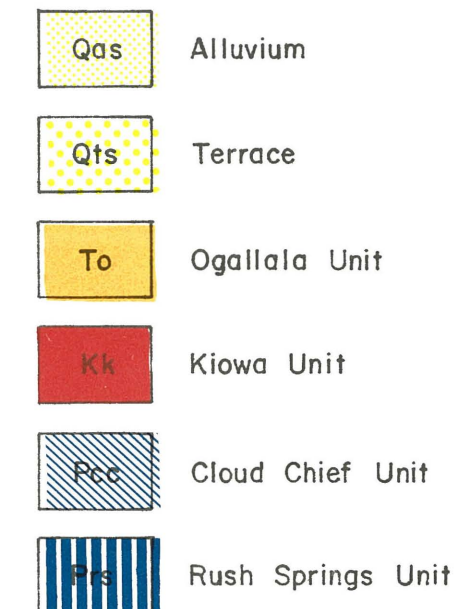 Qas Alluvium
Qts Terrace
To Ogallala Unit
Kk Kiowa Unit
Pcc Cloud Chief Unit
Prs Rush Springs Unit